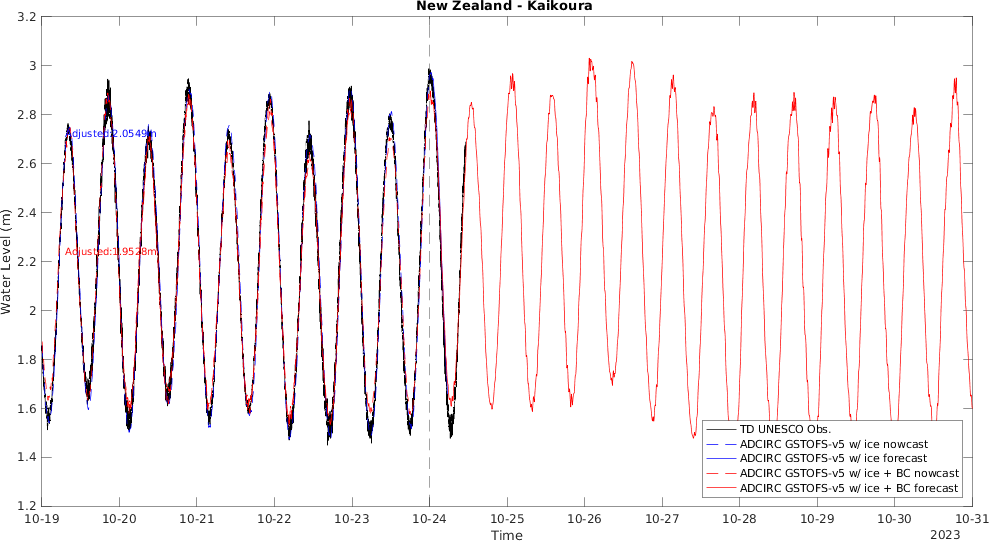 New Zealand - Kaikoura
3.2
3
2.8
2.6
2.4
2.2
2
1.8
1.6
1.4
1.2
Water Level (m)
Adjusted:2.0549m
Adjusted:1.9528m
TD UNESCO Obs.
ADCIRC GSTOFS-v5 w/ ice nowcast
ADCIRC GSTOFS-v5 w/ ice forecast
ADCIRC GSTOFS-v5 w/ ice + BC nowcast
ADCIRC GSTOFS-v5 w/ ice + BC forecast
10-19 10-20 10-21 10-22 10-23 10-24 10-25 10-26 10-27 10-28 10-29 10-30 10-31
Time
2023